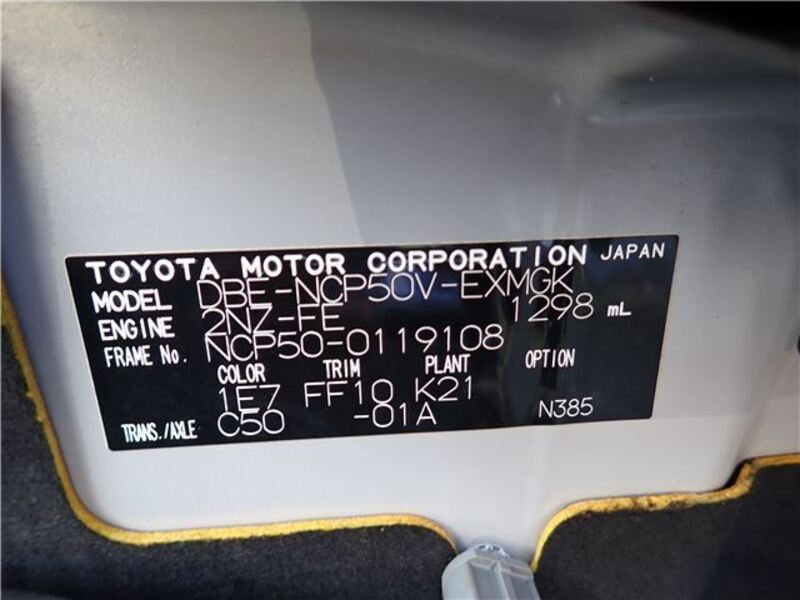 TOYOTA MOTOR CORPORATION JAPAN
MODEL DBE-NCP50V-EXMGK
ENGINE 2NZ-FE 1298 mL
FRAME No. NCP50-0119108
COLOR TRIM PLANT OPTION
1E7 FF10 K21
TRANS./AXLE C50 -01A N385